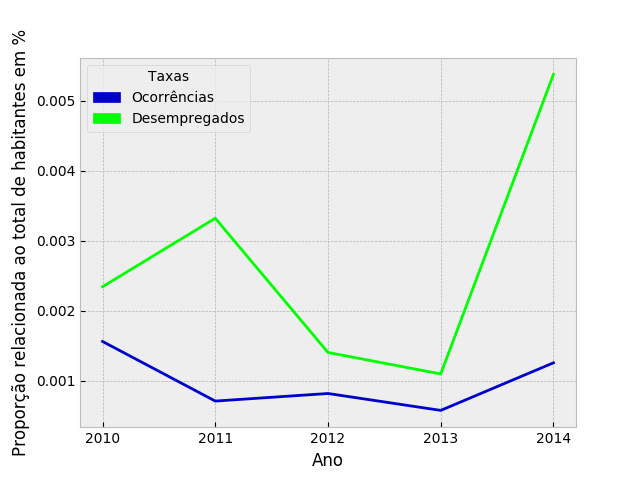 Proporção relacionada ao total de habitantes em %
Taxas
Ocorrências
Desempregados
0.005
0.004
0.003
0.002
0.001
2010 2011 2012 2013 2014
Ano